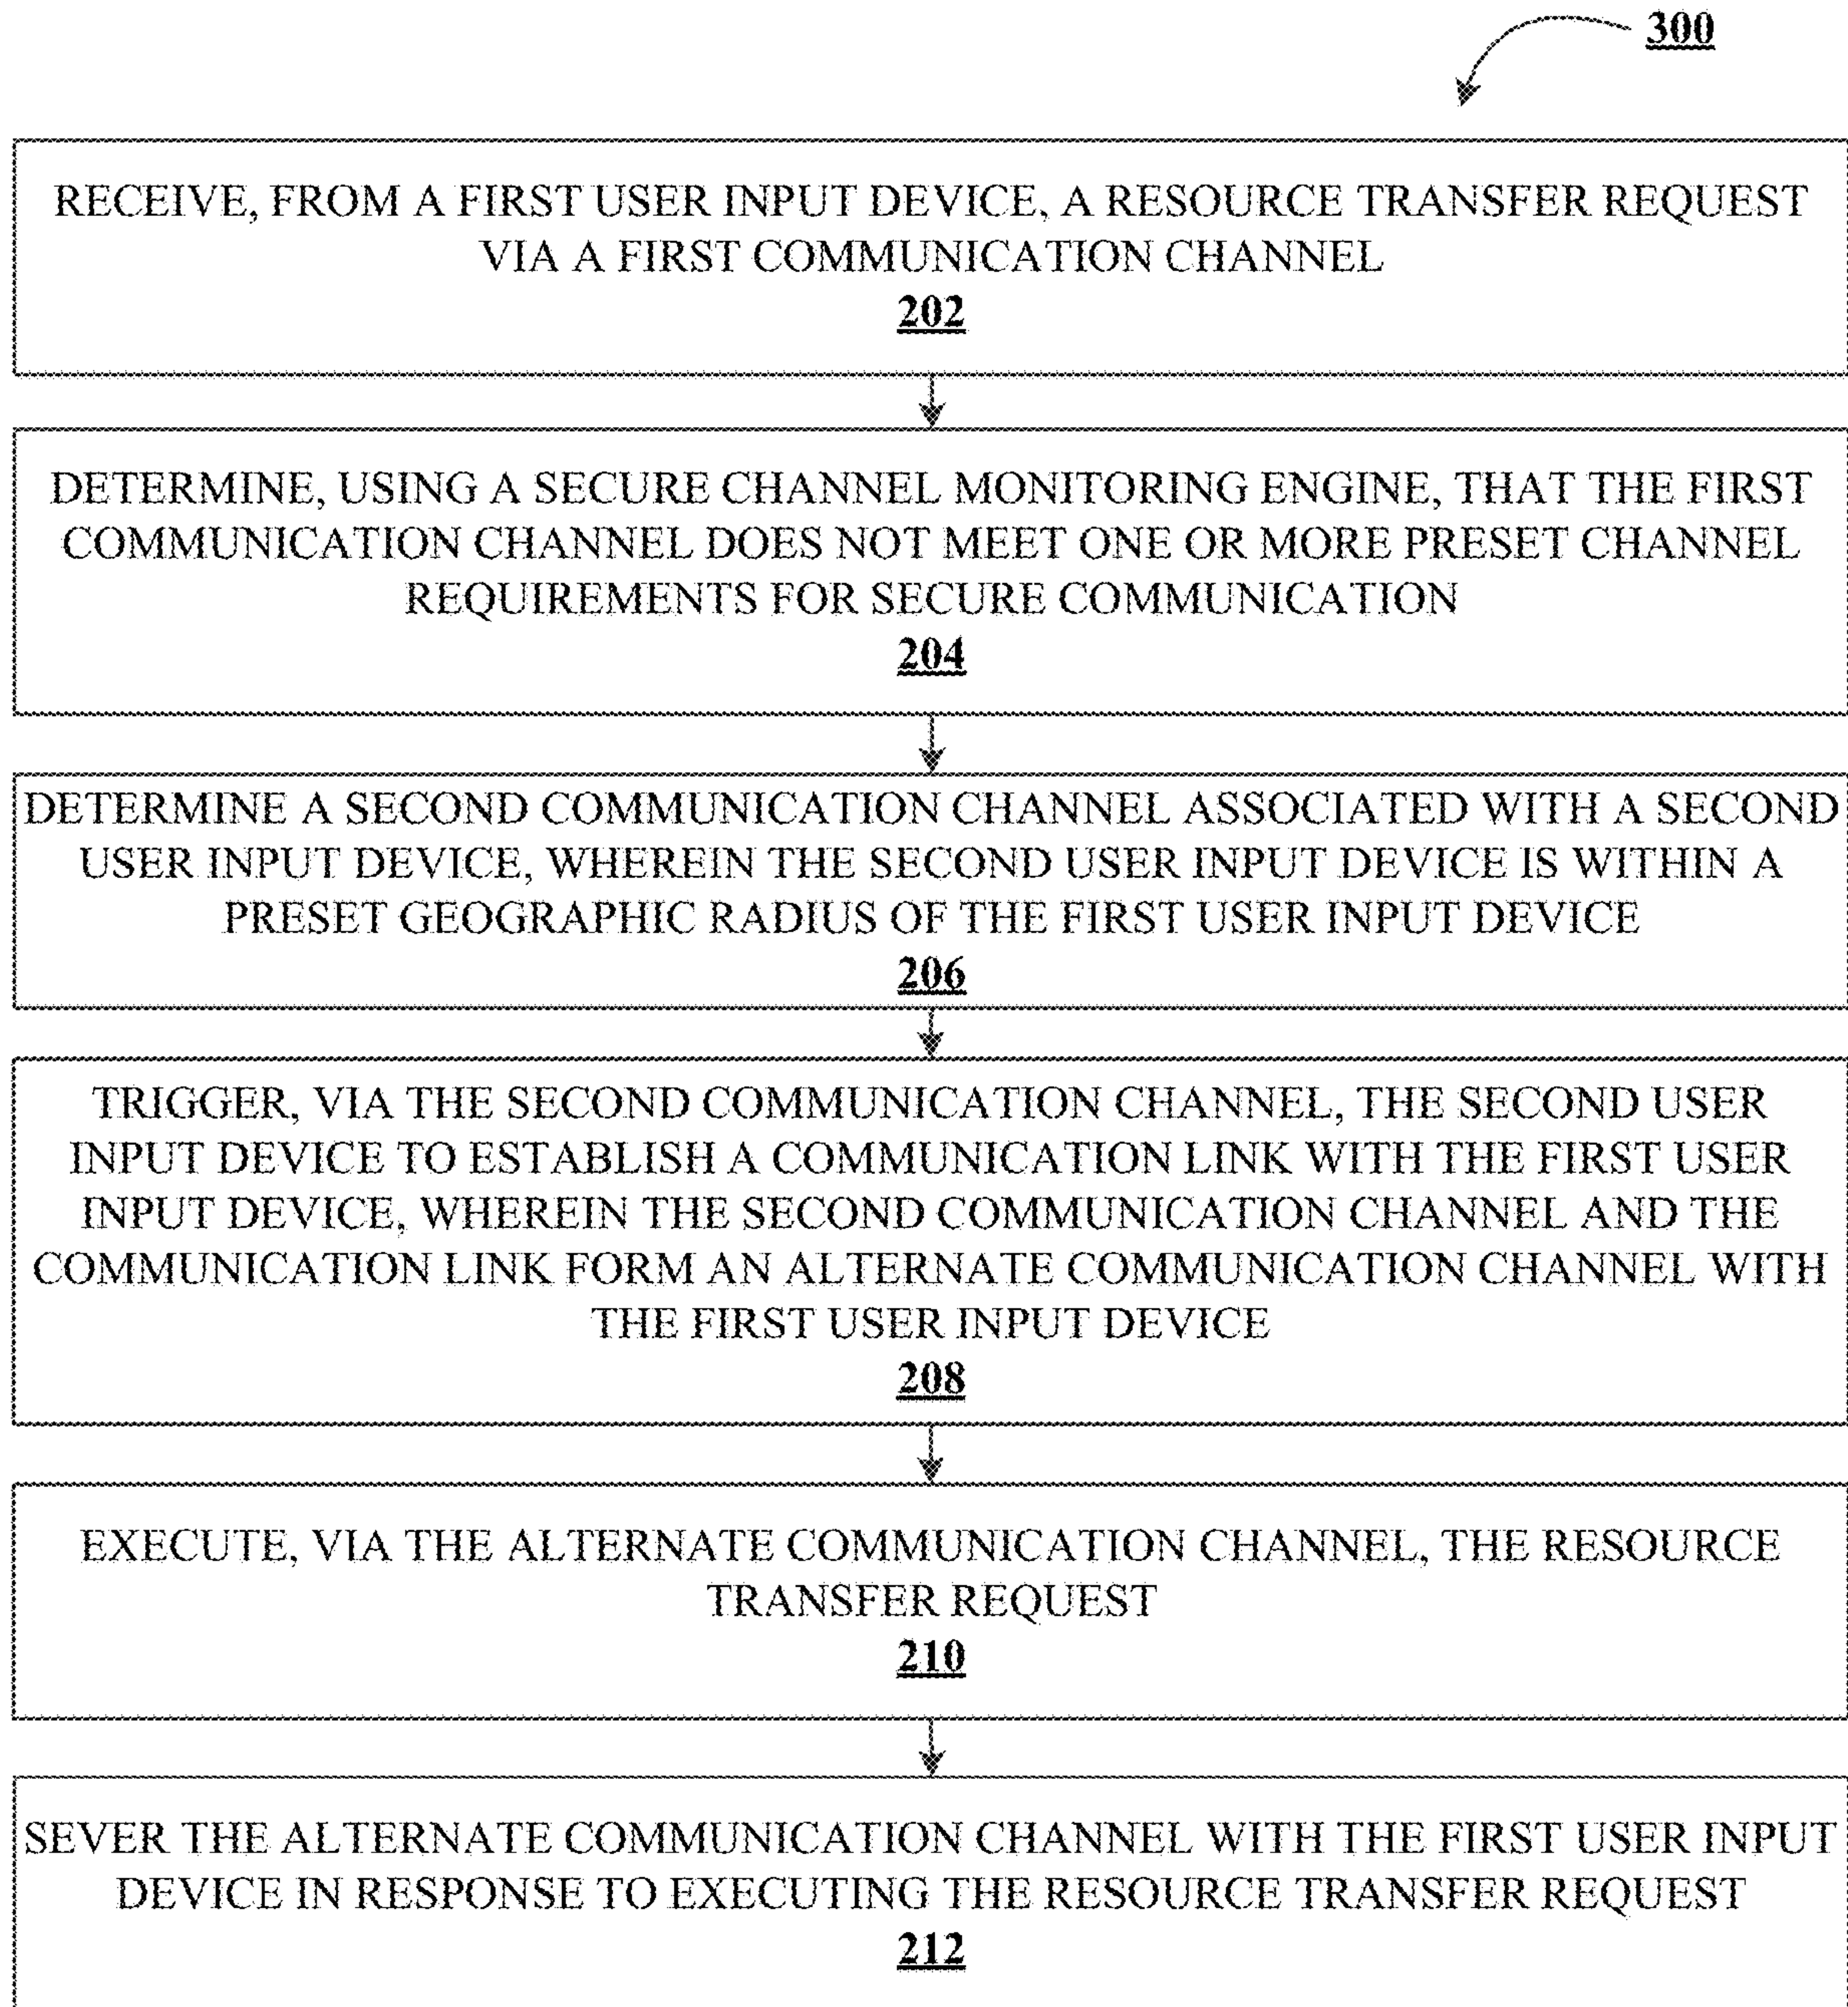 300
RECEIVE, FROM A FIRST USER INPUT DEVICE, A RESOURCE TRANSFER REQUEST
VIA A FIRST COMMUNICATION CHANNEL
202
DETERMINE, USING A SECURE CHANNEL MONITORING ENGINE, THAT THE FIRST
COMMUNICATION CHANNEL DOES NOT MEET ONE OR MORE PRESET CHANNEL
REQUIREMENTS FOR SECURE COMMUNICATION
204
DETERMINE A SECOND COMMUNICATION CHANNEL ASSOCIATED WITH A SECOND
USER INPUT DEVICE, WHEREIN THE SECOND USER INPUT DEVICE IS WITHIN A
PRESET GEOGRAPHIC RADIUS OF THE FIRST USER INPUT DEVICE
206
TRIGGER, VIA THE SECOND COMMUNICATION CHANNEL, THE SECOND USER
INPUT DEVICE TO ESTABLISH A COMMUNICATION LINK WITH THE FIRST USER
INPUT DEVICE, WHEREIN THE SECOND COMMUNICATION CHANNEL AND THE
COMMUNICATION LINK FORM AN ALTERNATE COMMUNICATION CHANNEL WITH
THE FIRST USER INPUT DEVICE
208
EXECUTE, VIA THE ALTERNATE COMMUNICATION CHANNEL, THE RESOURCE
TRANSFER REQUEST
210
SEVER THE ALTERNATE COMMUNICATION CHANNEL WITH THE FIRST USER INPUT
DEVICE IN RESPONSE TO EXECUTING THE RESOURCE TRANSFER REQUEST
212